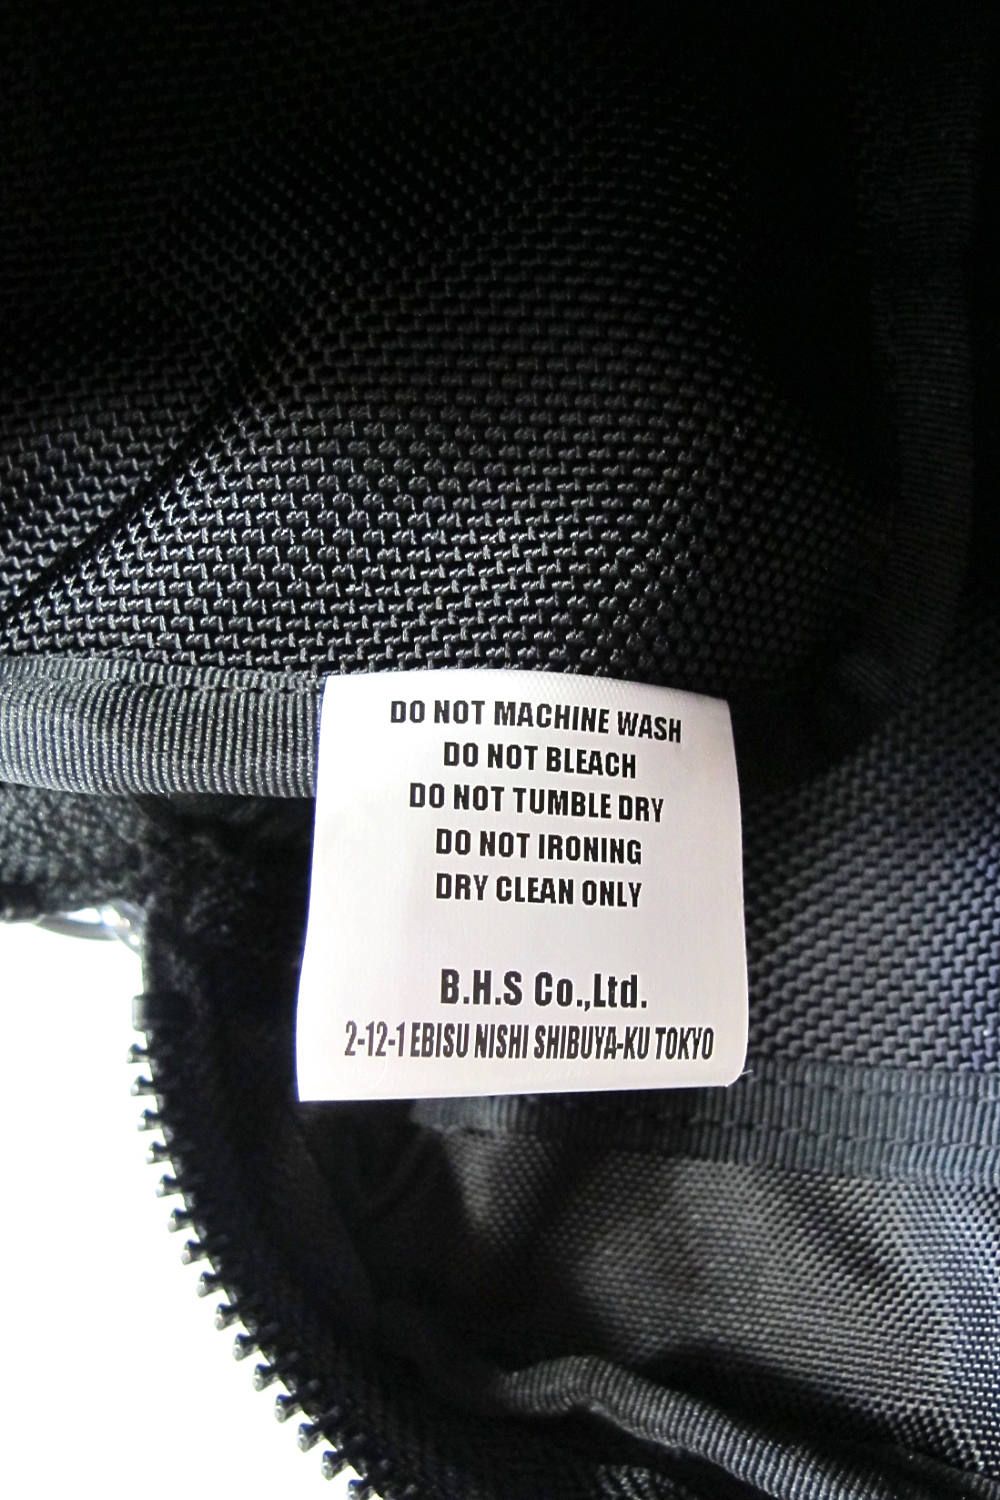 DO NOT MACHINE WASH
DO NOT BLEACH
DO NOT TUMBLE DRY
DO NOT IRONING
DRY CLEAN ONLY
B.H.S Co.,Ltd.
2-12-1 EBISU NISHI SHIBUYA-KU TOKYO